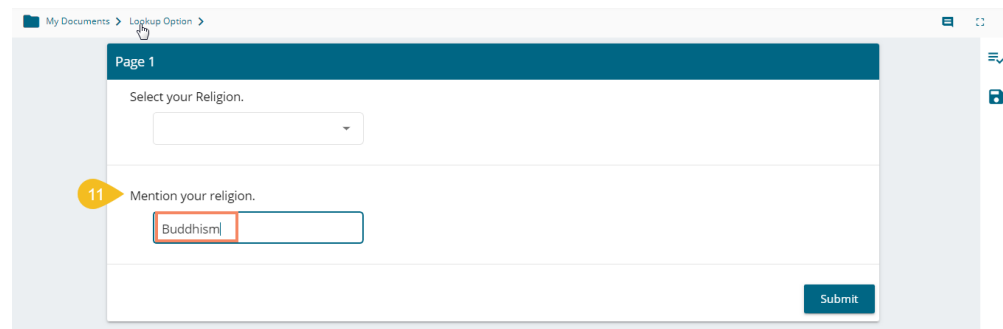 My Documents > Lookup Option >
Page 1
Select your Religion.
11
Mention your religion.
Buddhism
Submit